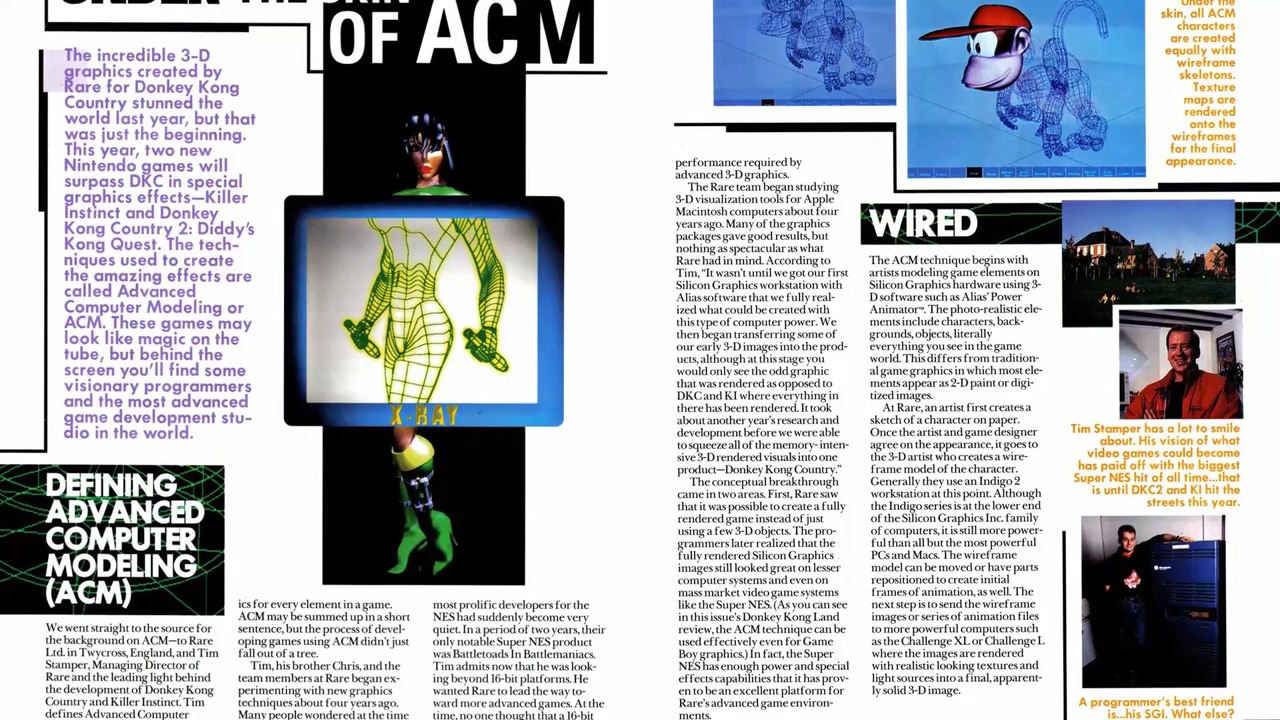 UNDER THE SKIN
OF ACM
The incredible 3-D
graphics created by
Rare for Donkey Kong
Country stunned the
world last year, but that
was just the beginning.
This year, two new
Nintendo games will
surpass DKC in special
graphics effects—Killer
Instinct and Donkey
Kong Country 2: Diddy's
Kong Quest. The tech-
niques used to create
the amazing effects are
called Advanced
Computer Modeling or
ACM. These games may
look like magic on the
tube, but behind the
screen you'll find some
visionary programmers
and the most advanced
game development stu-
dio in the world.
X-RAY
DEFINING
ADVANCED
COMPUTER
MODELING
(ACM)
We went straight to the source for
the background on ACM—to Rare
Ltd. in Twycross, England, and Tim
Stamper, Managing Director of
Rare and the leading light behind
the development of Donkey Kong
Country and Killer Instinct. Tim
defines Advanced Computer
ics for every element in a game.
ACM may be summed up in a short
sentence, but the process of devel-
oping games using ACM didn't just
fall out of a tree.
Tim, his brother Chris, and the
team members at Rare began ex-
perimenting with new graphics
techniques about four years ago.
Many people wondered at the time
most prolific developers for the
NES had suddenly become very
quiet. In a period of two years, their
only notable Super NES product
was Battletoads In Battlemaniacs.
Tim admits now that he was look-
ing beyond 16-bit platforms. He
wanted Rare to lead the way to-
ward more advanced games. At the
time, no one thought that a 16-bit
performance required by
advanced 3-D graphics.
The Rare team began studying
3-D visualization tools for Apple
Macintosh computers about four
years ago. Many of the graphics
packages gave good results, but
nothing as spectacular as what
Rare had in mind. According to
Tim, "It wasn't until we got our first
Silicon Graphics workstation with
Alias software that we fully real-
ized what could be created with
this type of computer power. We
then began transferring some of
our early 3-D images into the prod-
ucts, although at this stage you
would only see the odd graphic
that was rendered as opposed to
DKC and KI where everything in
there has been rendered. It took
about another year's research and
development before we were able
to squeeze all of the memory-inten-
sive 3-D rendered visuals into one
product—Donkey Kong Country."
The conceptual breakthrough
came in two areas. First, Rare saw
that it was possible to create a fully
rendered game instead of just
using a few 3-D objects. The pro-
grammers later realized that the
fully rendered Silicon Graphics
images still looked great on lesser
computer systems and even on
mass market video game systems
like the Super NES. (As you can see
in this issue's Donkey Kong Land
review, the ACM technique can be
used effectively even for Game
Boy graphics.) In fact, the Super
NES has enough power and special
effects capabilities that it has prov-
en to be an excellent platform for
Rare's advanced game environ-
ments.
Under the
skin, all ACM
characters
are created
equally with
wireframe
skeletons.
Texture
maps are
rendered
onto the
wireframes
for the final
appearance.
WIRED
The ACM technique begins with
artists modeling game elements on
Silicon Graphics hardware using 3-
D software such as Alias' Power
Animator™. The photo-realistic ele-
ments include characters, back-
grounds, objects, literally
everything you see in the game
world. This differs from tradition-
al game graphics in which most ele-
ments appear as 2-D paint or digi-
tized images.
At Rare, an artist first creates a
sketch of a character on paper.
Once the artist and game designer
agree on the appearance, it goes to
the 3-D artist who creates a wire-
frame model of the character.
Generally they use an Indigo 2
workstation at this point. Although
the Indigo series is at the lower end
of the Silicon Graphics Inc. family
of computers, it is still more power-
ful than all but the most powerful
PCs and Macs. The wireframe
model can be moved or have parts
repositioned to create initial
frames of animation, as well. The
next step is to send the wireframe
images or series of animation files
to more powerful computers such
as the Challenge XL or Challenge L
where the images are rendered
with realistic looking textures and
light sources into a final, apparent-
ly solid 3-D image.
Tim Stamper has a lot to smile
about. His vision of what
video games could become
has paid off with the biggest
Super NES hit of all time...that
is until DKC2 and KI hit the
streets this year.
A programmer's best friend
is...his SGI. What else?